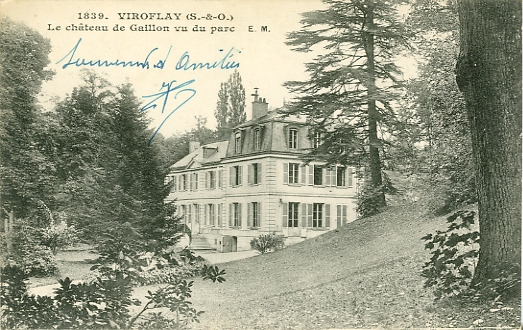 1839. VIROFLAY (S.-&-O.)
Le château de Gaillon vu du parc E. M.
Souvenirs d'Amitiés